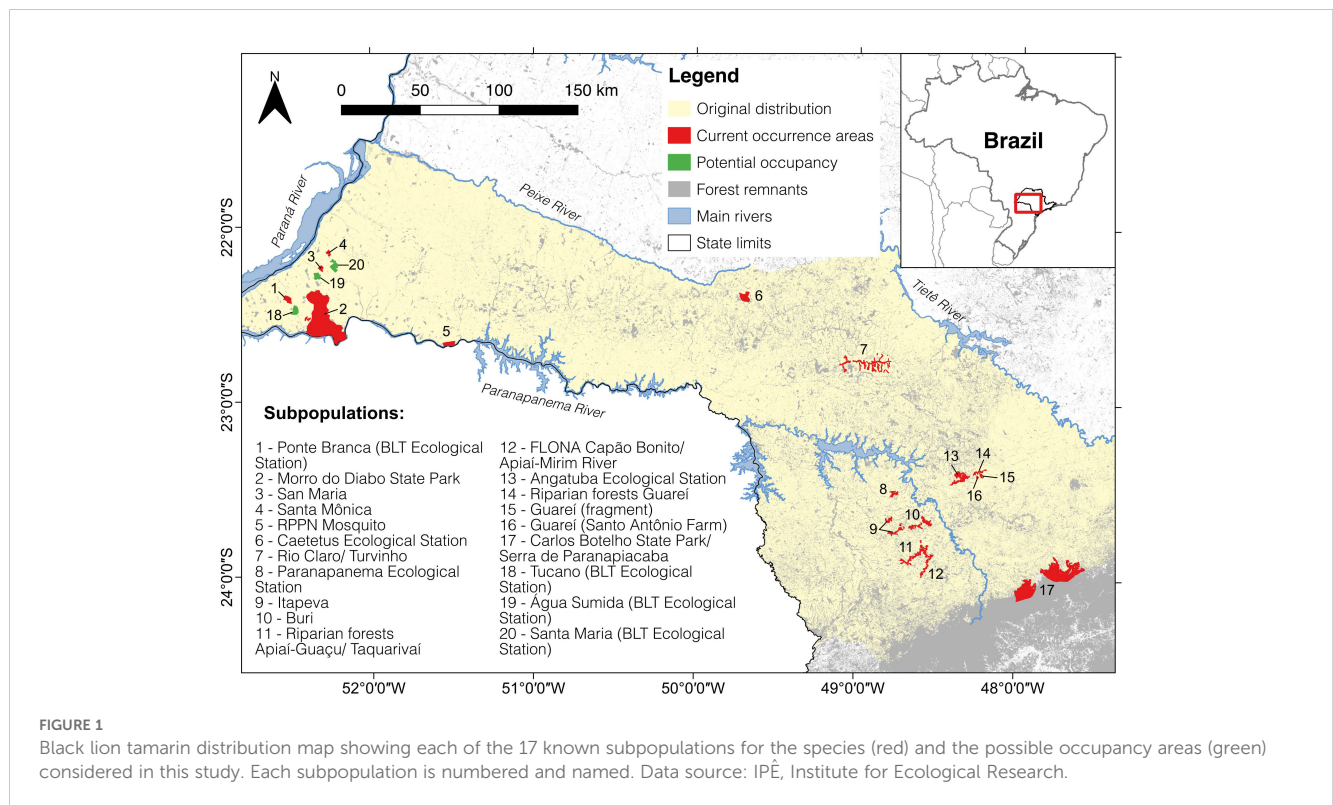 N
0 50 100 150 km
Legend
Original distribution
Current occurrence areas
Potential occupancy
Forest remnants
Main rivers
State limits
Brazil
Paraná River
Peixe River
Tietê River
Paranapanema River
22°0'0"S
23°0'0"S
24°0'0"S
4
3
20
19
1
18
2
5
6
7
13
14
15
16
8
9
10
11
12
17
Subpopulations:
1 - Ponte Branca (BLT Ecological
Station)
2 - Morro do Diabo State Park
3 - San Maria
4 - Santa Mônica
5 - RPPN Mosquito
6 - Caetetus Ecological Station
7 - Rio Claro/ Turvinho
8 - Paranapanema Ecological
Station
9 - Itapeva
10 - Buri
11 - Riparian forests
Apiaí-Guaçu/ Taquarivaí
12 - FLONA Capão Bonito/
Apiaí-Mirim River
13 - Angatuba Ecological Station
14 - Riparian forests Guareí
15 - Guareí (fragment)
16 - Guareí (Santo Antônio Farm)
17 - Carlos Botelho State Park/
Serra de Paranapiacaba
18 - Tucano (BLT Ecological
Station)
19 - Água Sumida (BLT Ecological
Station)
20 - Santa Maria (BLT Ecological
Station)
52°0'0"W 51°0'0"W 50°0'0"W 49°0'0"W 48°0'0"W
FIGURE 1
Black lion tamarin distribution map showing each of the 17 known subpopulations for the species (red) and the possible occupancy areas (green)
considered in this study. Each subpopulation is numbered and named. Data source: IPÊ, Institute for Ecological Research.